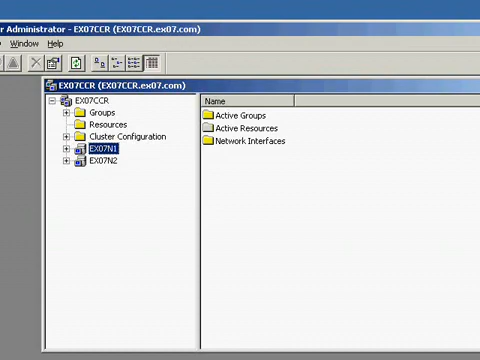 r Administrator - EX07CCR (EX07CCR.ex07.com)
Window Help
EX07CCR (EX07CCR.ex07.com)
EX07CCR
Groups
Resources
Cluster Configuration
EX07N1
EX07N2
Name
Active Groups
Active Resources
Network Interfaces